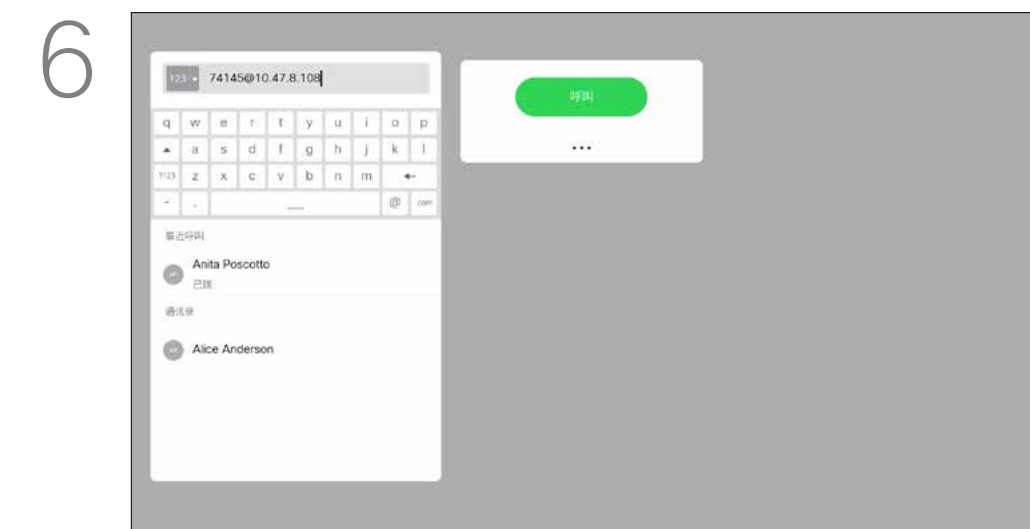 6
123
74145@10.47.8.108
呼叫
•••
q w e r t y u i o p
a s d f g h j k l
?123 z x c v b n m
- . @ .com
最近呼叫
Anita Poscotto
已拨
通讯录
Alice Anderson